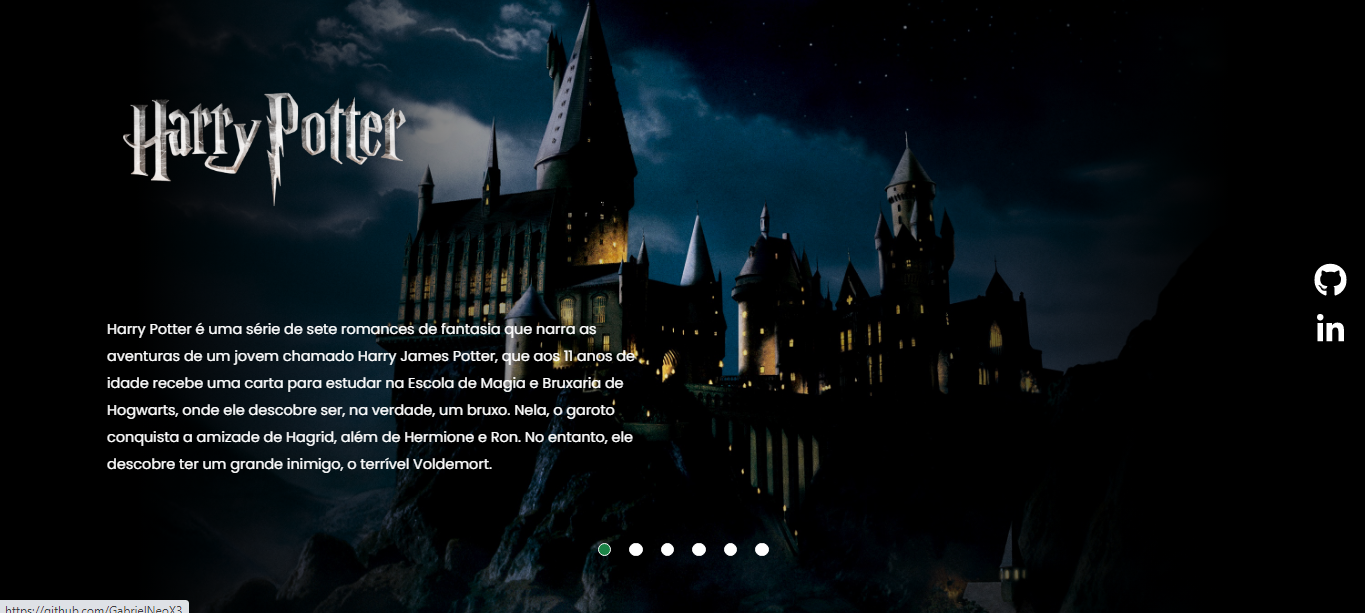 Harry Potter
Harry Potter é uma série de sete romances de fantasia que narra as
aventuras de um jovem chamado Harry James Potter, que aos 11 anos de
idade recebe uma carta para estudar na Escola de Magia e Bruxaria de
Hogwarts, onde ele descobre ser, na verdade, um bruxo. Nela, o garoto
conquista a amizade de Hagrid, além de Hermione e Ron. No entanto, ele
descobre ter um grande inimigo, o terrível Voldemort.
in
https://github.com/GabrielNeoX3